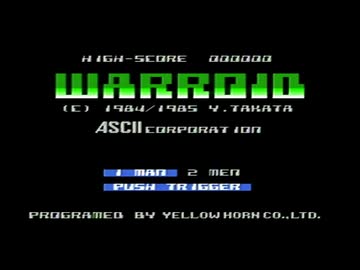 HIGH-SCORE 000000
WARROID
(C) 1984/1985 Y.TAKATA
ASCII CORPORATION
1 MAN 2 MEN
PUSH TRIGGER
PROGRAMED BY YELLOW HORN CO.,LTD.